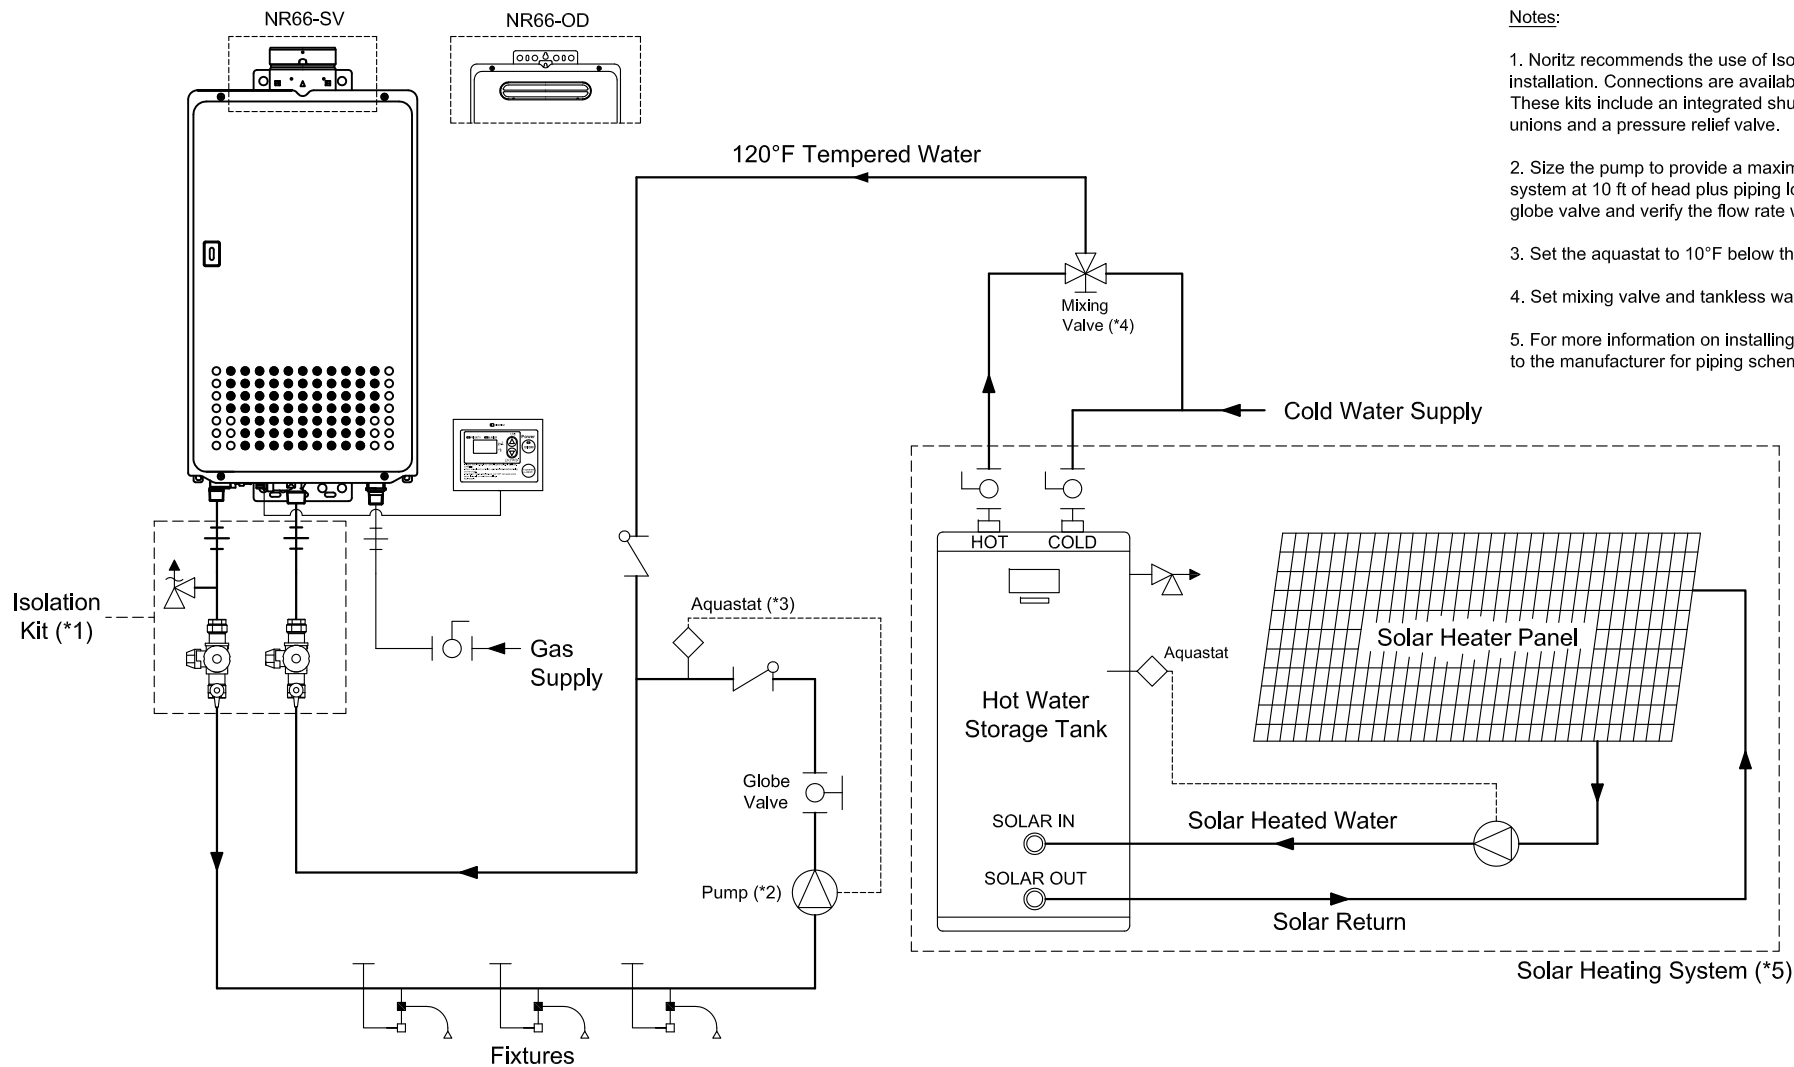 NR66-SV
NR66-OD
Notes:
1. Noritz recommends the use of Iso
installation. Connections are availab
These kits include an integrated shu
unions and a pressure relief valve.
2. Size the pump to provide a maxim
system at 10 ft of head plus piping lo
globe valve and verify the flow rate w
3. Set the aquastat to 10°F below th
4. Set mixing valve and tankless wa
5. For more information on installing
to the manufacturer for piping schem
120°F Tempered Water
Mixing
Valve (*4)
Cold Water Supply
HOT
COLD
Isolation
Kit (*1)
Gas
Supply
Aquastat (*3)
Solar Heater Panel
Aquastat
Hot Water
Storage Tank
Globe
Valve
SOLAR IN
Solar Heated Water
SOLAR OUT
Solar Return
Pump (*2)
Solar Heating System (*5)
Fixtures
Power